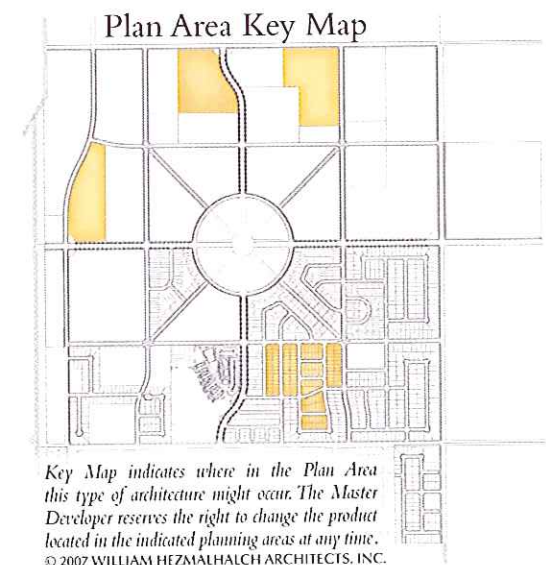 Plan Area Key Map
Key Map indicates where in the Plan Area
this type of architecture might occur. The Master
Developer reserves the right to change the product
located in the indicated planning areas at any time.
© 2007 WILLIAM HEZMALHALCH ARCHITECTS, INC.